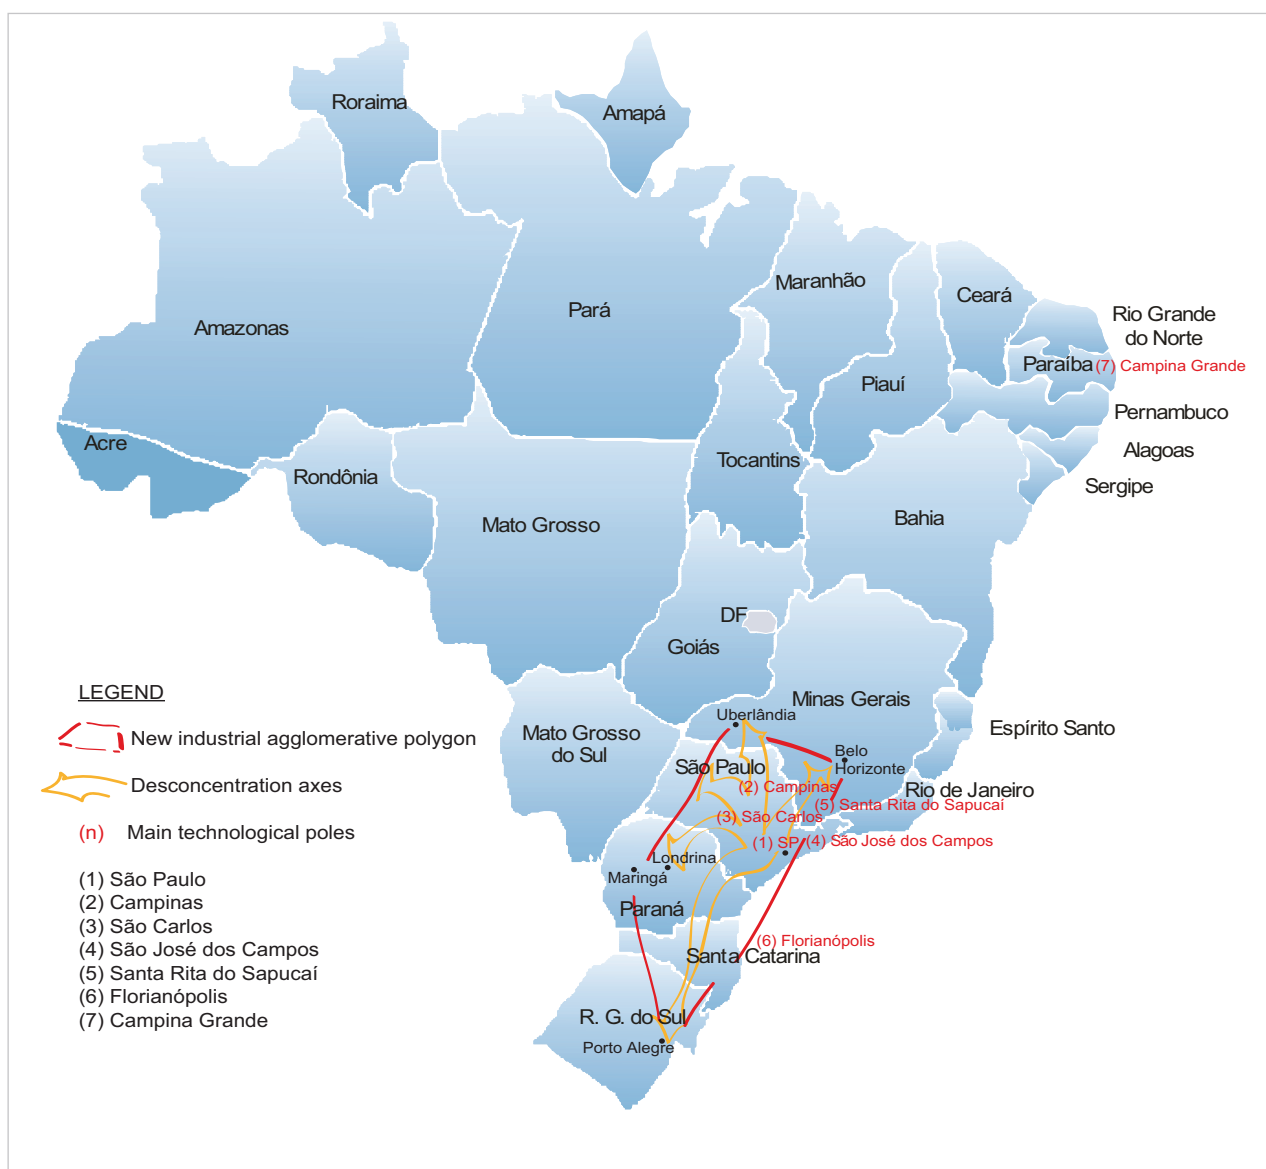 Roraima
Amapá
Amazonas
Pará
Maranhão
Ceará
Rio Grande
do Norte
Paraíba (7) Campina Grande
Piauí
Pernambuco
Acre
Alagoas
Rondônia
Tocantins
Sergipe
Mato Grosso
Bahia
DF
Goiás
Minas Gerais
Uberlândia
Espírito Santo
Mato Grosso
do Sul
Belo
Horizonte
São Paulo
(2) Campinas
Rio de Janeiro
(5) Santa Rita do Sapucaí
(3) São Carlos
(1) SP
(4) São José dos Campos
Londrina
Maringá
Paraná
(6) Florianópolis
Santa Catarina
R. G. do Sul
Porto Alegre
LEGEND
New industrial agglomerative polygon
Desconcentration axes
(n) Main technological poles
(1) São Paulo
(2) Campinas
(3) São Carlos
(4) São José dos Campos
(5) Santa Rita do Sapucaí
(6) Florianópolis
(7) Campina Grande